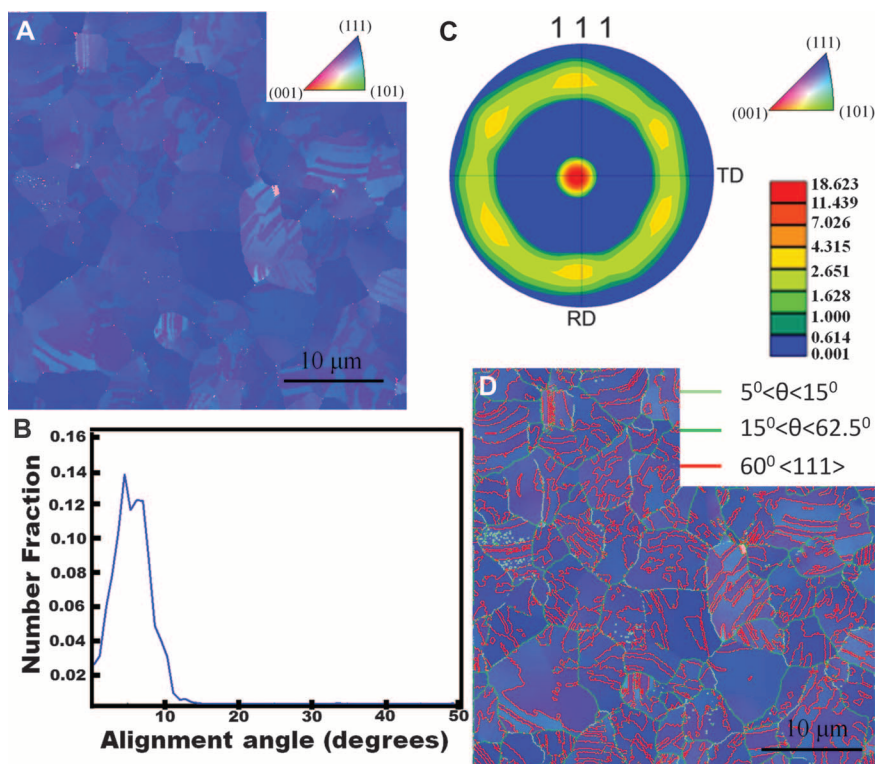 A
(111)
(001)
(101)
10 μm
B
0.16
0.14
0.12
0.10
0.08
0.06
0.04
0.02
Number Fraction
0
10
20
30
40
50
Alignment angle (degrees)
C
1 1 1
TD
RD
(111)
(001)
(101)
18.623
11.439
7.026
4.315
2.651
1.628
1.000
0.614
0.001
D
5⁰<θ<15⁰
15⁰<θ<62.5⁰
60⁰ <111>
10 μm